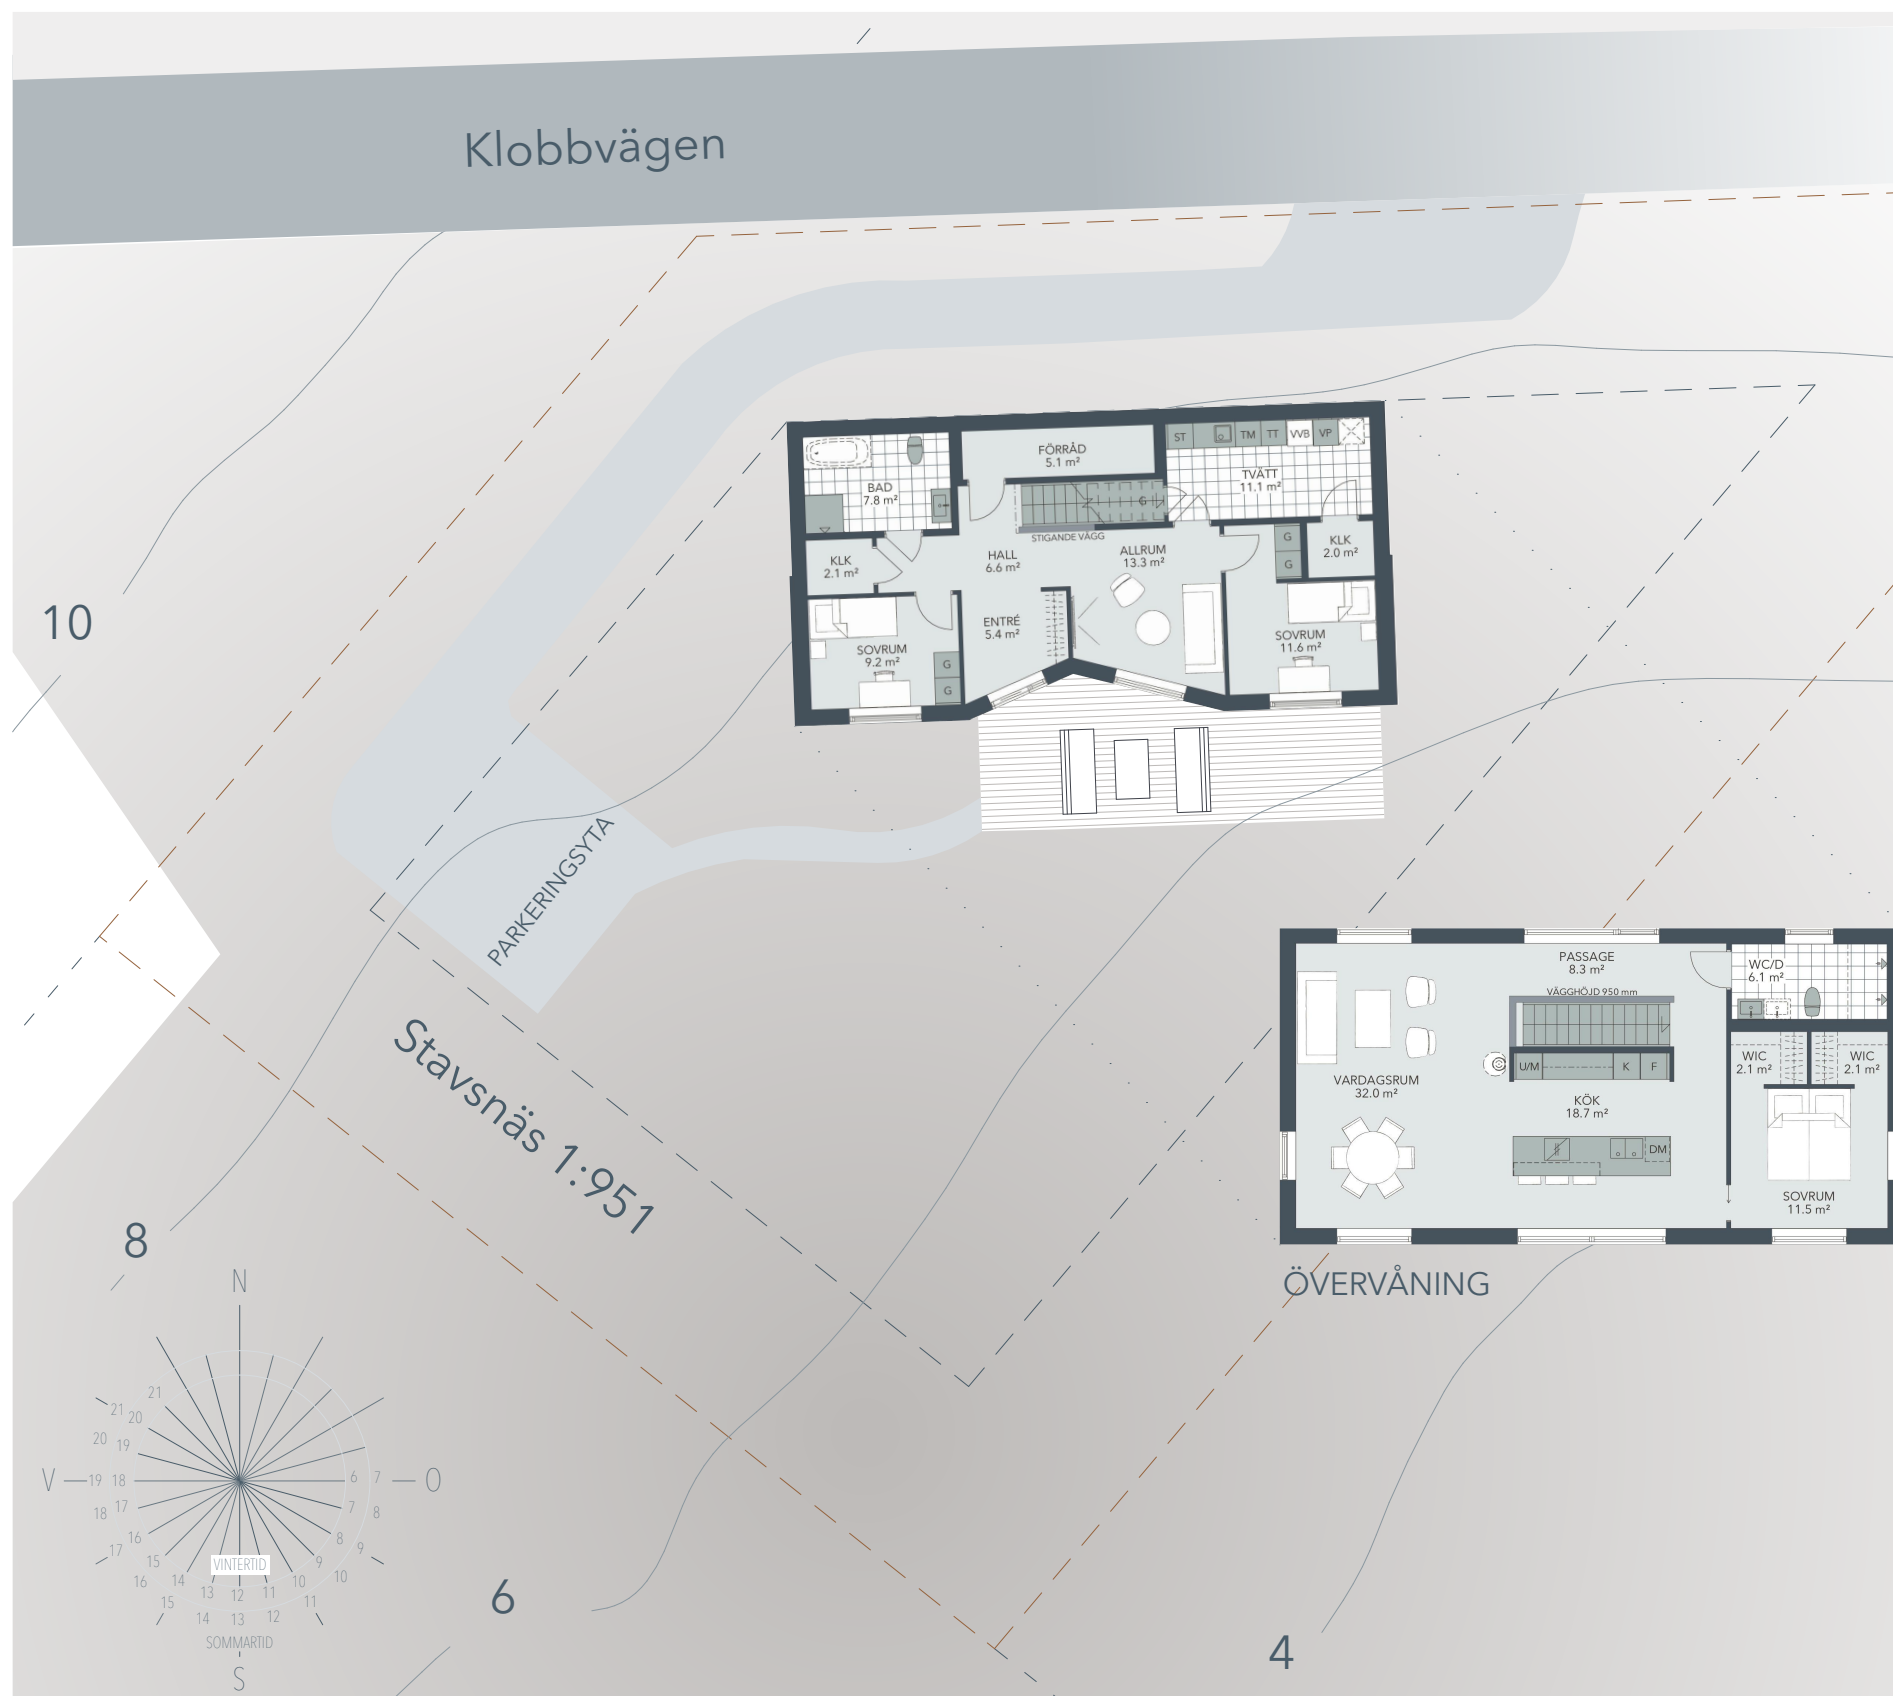 Klobbvägen
ST
TM
TT
VVB
VP
FÖRRÅD
5.1 m²
TVÄTT
11.1 m²
BAD
7.8 m²
G
STIGANDE VÄGG
KLK
2.1 m²
HALL
6.6 m²
ALLRUM
13.3 m²
G
G
KLK
2.0 m²
ENTRÉ
5.4 m²
SOVRUM
9.2 m²
G
G
SOVRUM
11.6 m²
10
PARKERINGSYTA
Stavsnäs 1:951
PASSAGE
8.3 m²
WC/D
6.1 m²
VÄGGHÖJD 950 mm
U/M
K
F
WIC
2.1 m²
WIC
2.1 m²
VARDAGSRUM
32.0 m²
KÖK
18.7 m²
DM
SOVRUM
11.5 m²
ÖVERVÅNING
8
6
4
N
21
21
20
20
19
V
19
18
6
7
O
18
17
7
8
17
16
8
9
16
15
15
14
14
13
13
12
12
11
11
10
10
9
VINTERTID
SOMMARTID
S